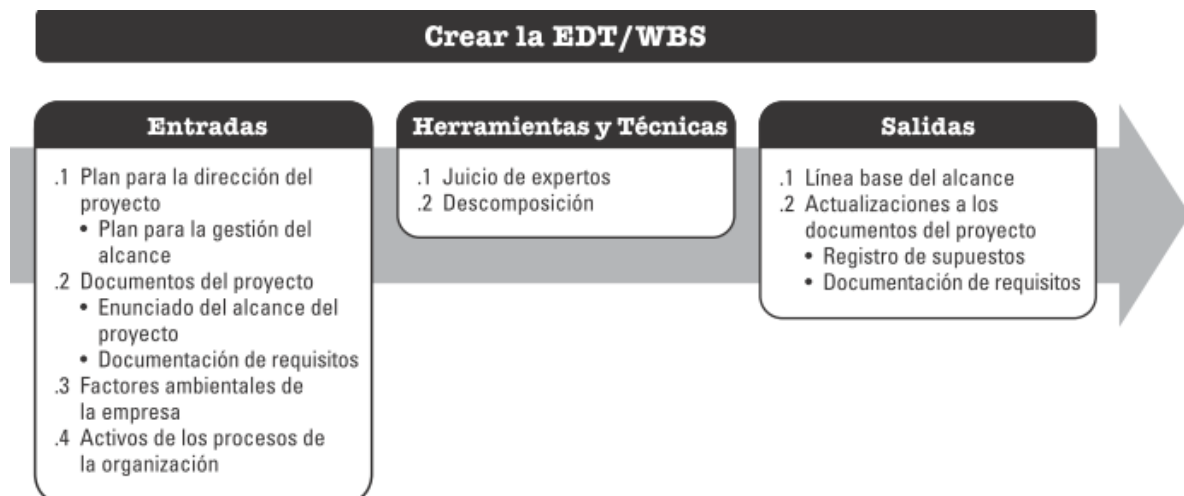 Crear la EDT/WBS
Entradas
.1 Plan para la dirección del
proyecto
• Plan para la gestión del
alcance
.2 Documentos del proyecto
• Enunciado del alcance del
proyecto
• Documentación de requisitos
.3 Factores ambientales de
la empresa
.4 Activos de los procesos de
la organización
Herramientas y Técnicas
.1 Juicio de expertos
.2 Descomposición
Salidas
.1 Línea base del alcance
.2 Actualizaciones a los
documentos del proyecto
• Registro de supuestos
• Documentación de requisitos